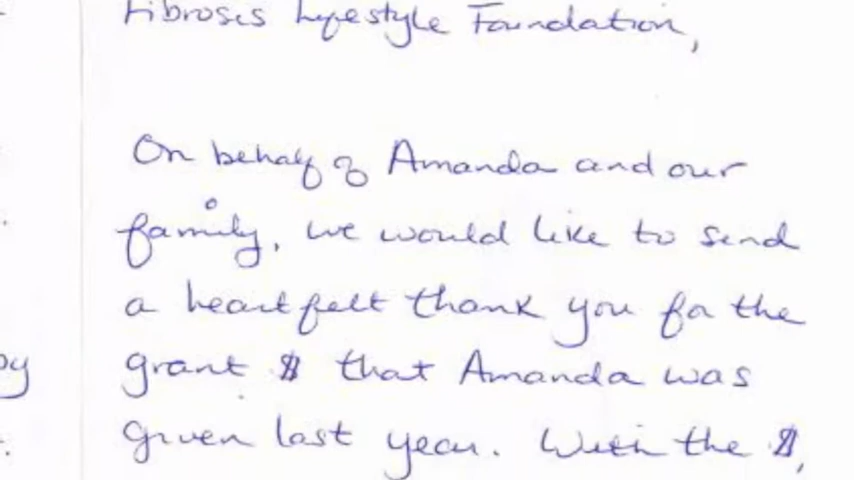 Fibrosis Lifestyle Foundation,
On behalf of Amanda and our
family, we would like to send
a heartfelt thank you for the
grant $ that Amanda was
py
given last year. With the $,